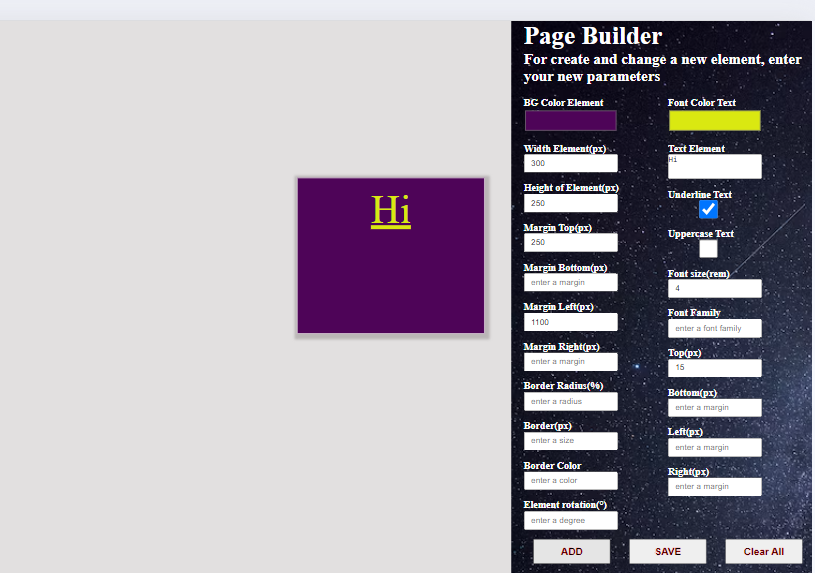 Page Builder
For create and change a new element, enter
your new parameters
BG Color Element
Font Color Text
Width Element(px)
300
Text Element
Hi
Height of Element(px)
250
Underline Text
Margin Top(px)
250
Uppercase Text
Margin Bottom(px)
enter a margin
Font size(rem)
4
Margin Left(px)
1100
Font Family
enter a font family
Margin Right(px)
enter a margin
Top(px)
15
Border Radius(%)
enter a radius
Bottom(px)
enter a margin
Border(px)
enter a size
Left(px)
enter a margin
Border Color
enter a color
Right(px)
enter a margin
Element rotation(°)
enter a degree
ADD
SAVE
Clear All
Hi